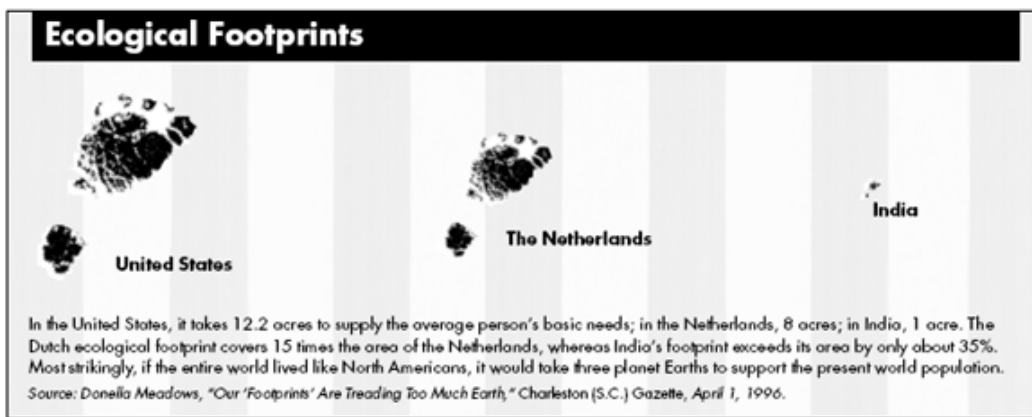 Ecological Footprints
India
The Netherlands
United States
In the United States, it takes 12.2 acres to supply the average person's basic needs; in the Netherlands, 8 acres; in India, 1 acre. The
Dutch ecological footprint covers 15 times the area of the Netherlands, whereas India's footprint exceeds its area by only about 35%.
Most strikingly, if the entire world lived like North Americans, it would take three planet Earths to support the present world population.
Source: Donella Meadows, "Our 'Footprints' Are Treading Too Much Earth," Charleston (S.C.) Gazette, April 1, 1996.